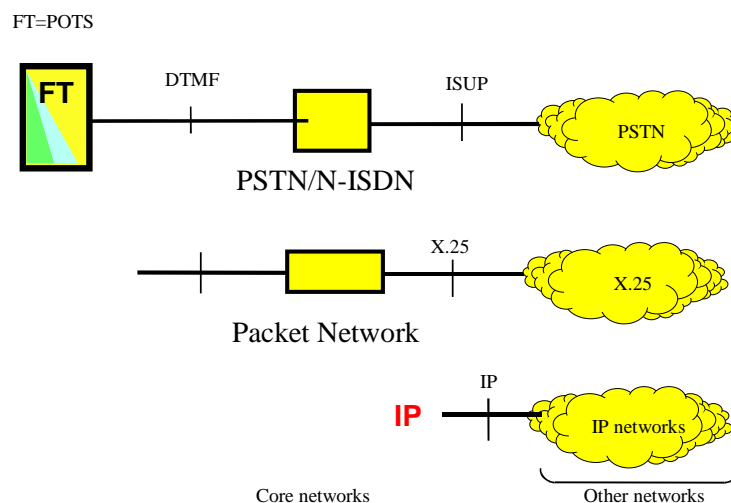 FT=POTS
FT
DTMF
ISUP
PSTN
PSTN/N-ISDN
X.25
X.25
Packet Network
IP
IP
IP networks
Core networks
Other networks